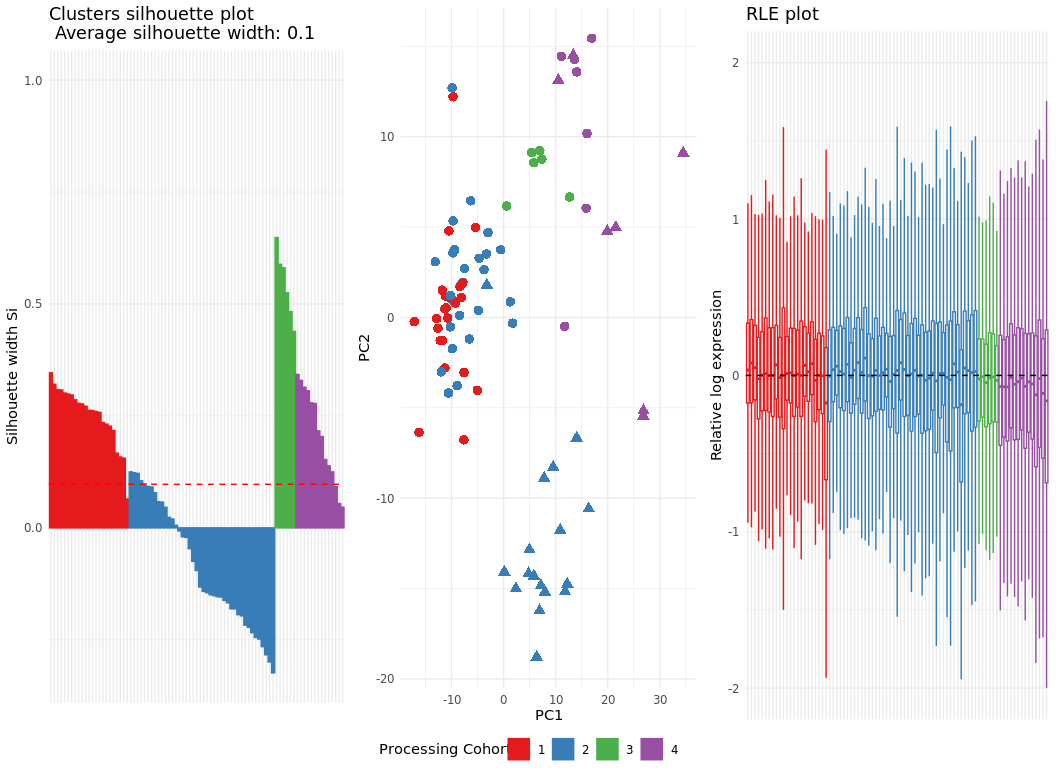 Clusters silhouette plot
Average silhouette width: 0.1
Silhouette width Si
1.0
0.5
0.0
PC2
10
0
-10
-20
-10
0
10
20
30
PC1
RLE plot
Relative log expression
2
1
0
-1
-2
Processing Cohort
1
2
3
4